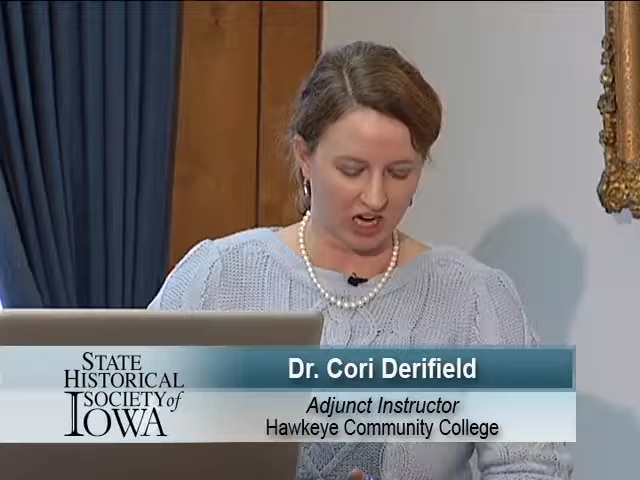 STATE
HISTORICAL
SOCIETY of
IOWA
Dr. Cori Derifield
Adjunct Instructor
Hawkeye Community College